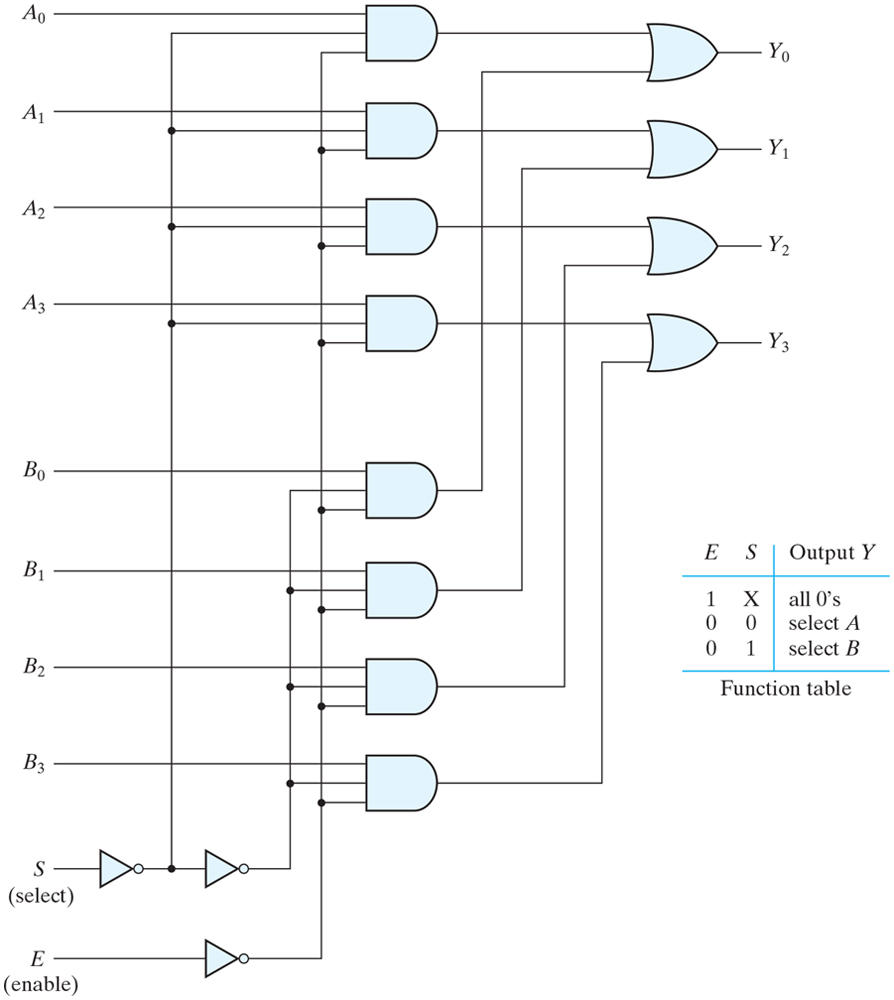 A₀
Y₀
A₁
Y₁
A₂
Y₂
A₃
Y₃
B₀
B₁
B₂
B₃
E S Output Y
1 X all 0’s
0 0 select A
0 1 select B
Function table
S
(select)
E
(enable)